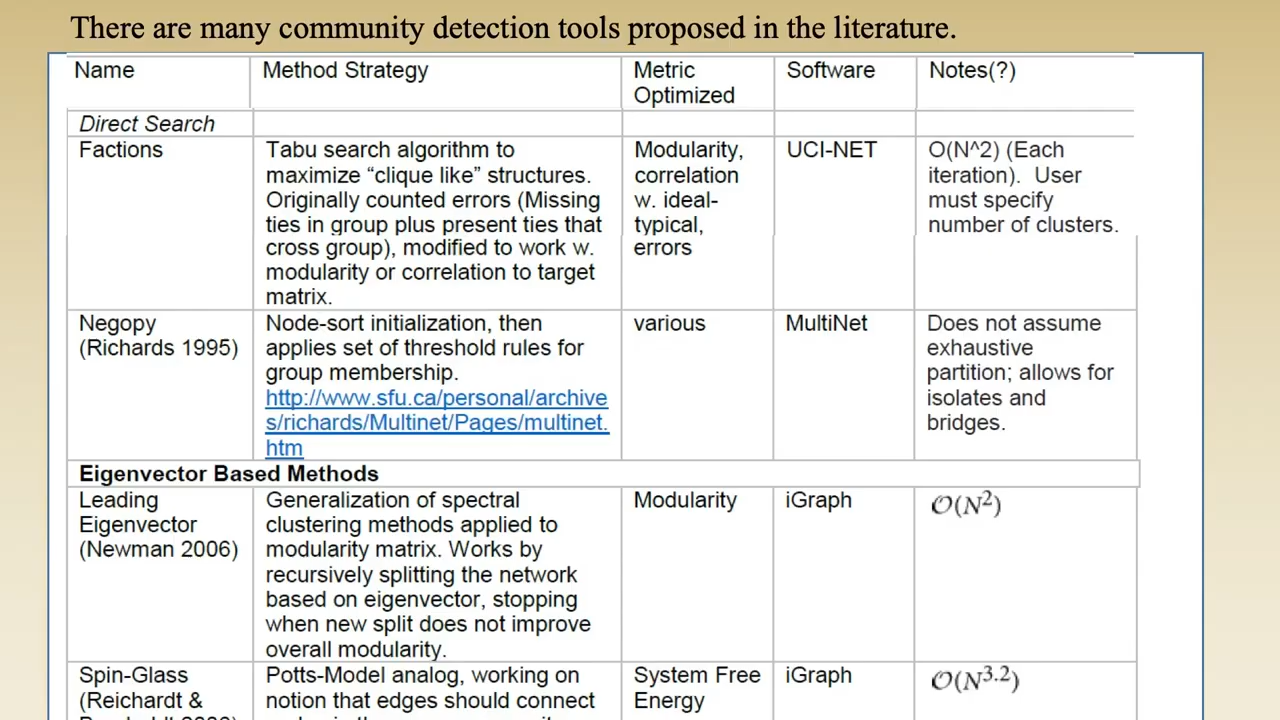 There are many community detection tools proposed in the literature.
Name
Method Strategy
Metric
Optimized
Software
Notes(?)
Direct Search
Factions
Tabu search algorithm to
maximize “clique like” structures.
Originally counted errors (Missing
ties in group plus present ties that
cross group), modified to work w.
modularity or correlation to target
matrix.
Modularity,
correlation
w. ideal-
typical,
errors
UCI-NET
O(N^2) (Each
iteration). User
must specify
number of clusters.
Negopy
(Richards 1995)
Node-sort initialization, then
applies set of threshold rules for
group membership.
http://www.sfu.ca/personal/archive
s/richards/Multinet/Pages/multinet.
htm
various
MultiNet
Does not assume
exhaustive
partition; allows for
isolates and
bridges.
Eigenvector Based Methods
Leading
Eigenvector
(Newman 2006)
Generalization of spectral
clustering methods applied to
modularity matrix. Works by
recursively splitting the network
based on eigenvector, stopping
when new split does not improve
overall modularity.
Modularity
iGraph
𝒪(N²)
Spin-Glass
(Reichardt &
Potts-Model analog, working on
notion that edges should connect
System Free
Energy
iGraph
𝒪(N³·²)